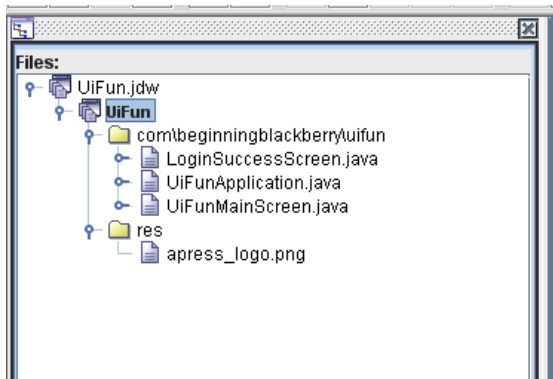 Files:
UiFun.jdw
UiFun
com\beginningblackberry\uifun
LoginSuccessScreen.java
UiFunApplication.java
UiFunMainScreen.java
res
apress_logo.png